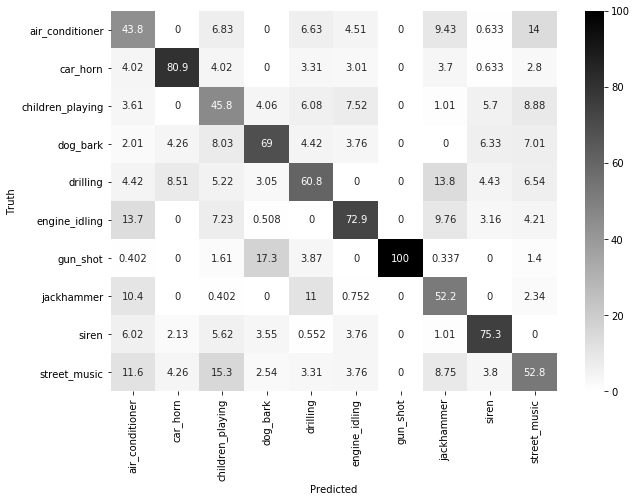 air_conditioner 43.8 0 6.83 0 6.63 4.51 0 9.43 0.633 14
car_horn 4.02 80.9 4.02 0 3.31 3.01 0 3.7 0.633 2.8
children_playing 3.61 0 45.8 4.06 6.08 7.52 0 1.01 5.7 8.88
dog_bark 2.01 4.26 8.03 69 4.42 3.76 0 0 6.33 7.01
drilling 4.42 8.51 5.22 3.05 60.8 0 0 13.8 4.43 6.54
engine_idling 13.7 0 7.23 0.508 0 72.9 0 9.76 3.16 4.21
gun_shot 0.402 0 1.61 17.3 3.87 0 100 0.337 0 1.4
jackhammer 10.4 0 0.402 0 11 0.752 0 52.2 0 2.34
siren 6.02 2.13 5.62 3.55 0.552 3.76 0 1.01 75.3 0
street_music 11.6 4.26 15.3 2.54 3.31 3.76 0 8.75 3.8 52.8
air_conditioner
car_horn
children_playing
dog_bark
drilling
engine_idling
gun_shot
jackhammer
siren
street_music
Predicted
Truth
100
80
60
40
20
0